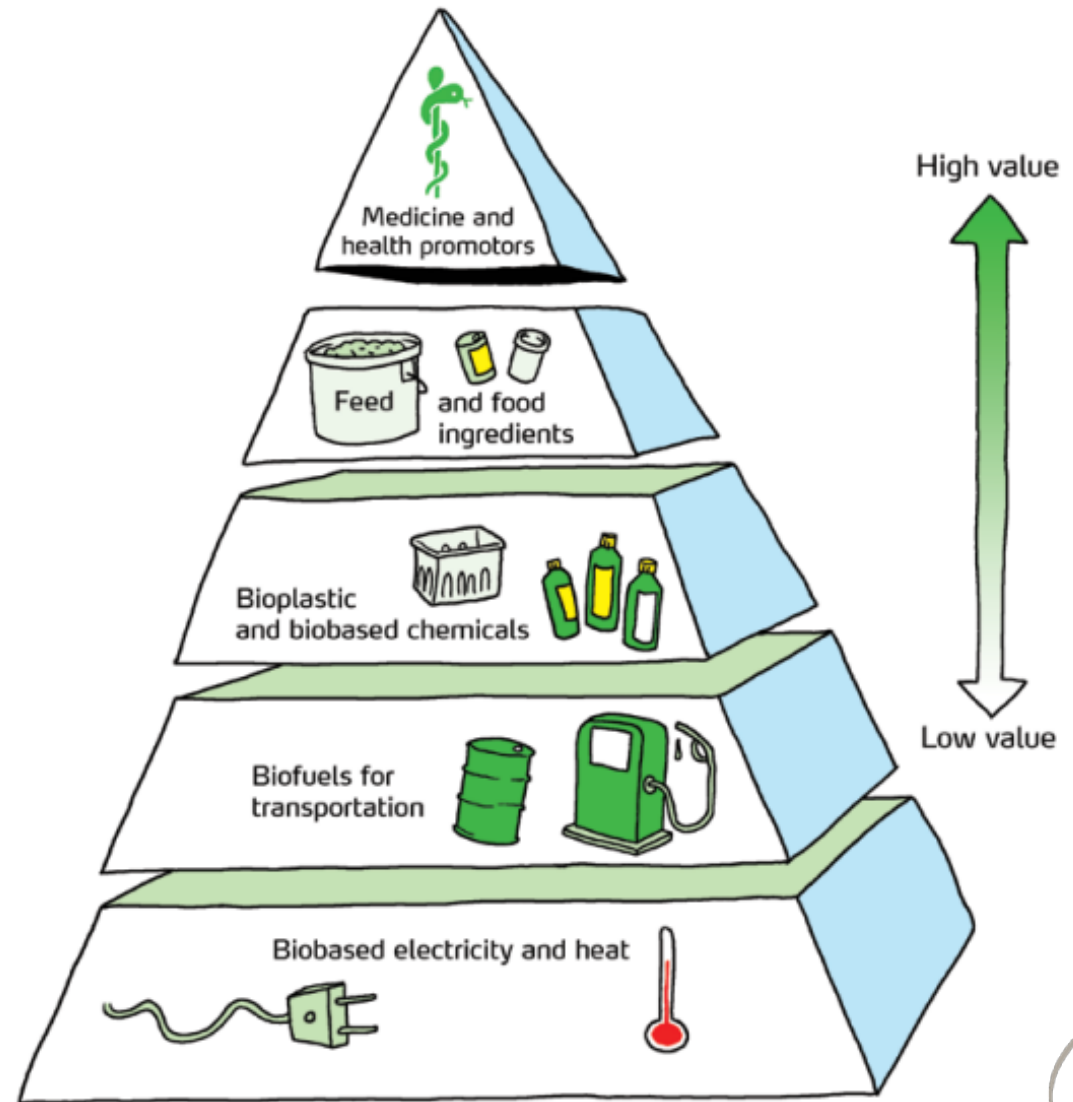 High value
Medicine and
health promotors
Feed and food
ingredients
Bioplastic
and biobased chemicals
Low value
Biofuels for
transportation
Biobased electricity and heat